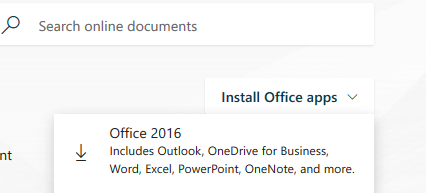 Search online documents
Install Office apps
Office 2016
Includes Outlook, OneDrive for Business,
Word, Excel, PowerPoint, OneNote, and more.
nt